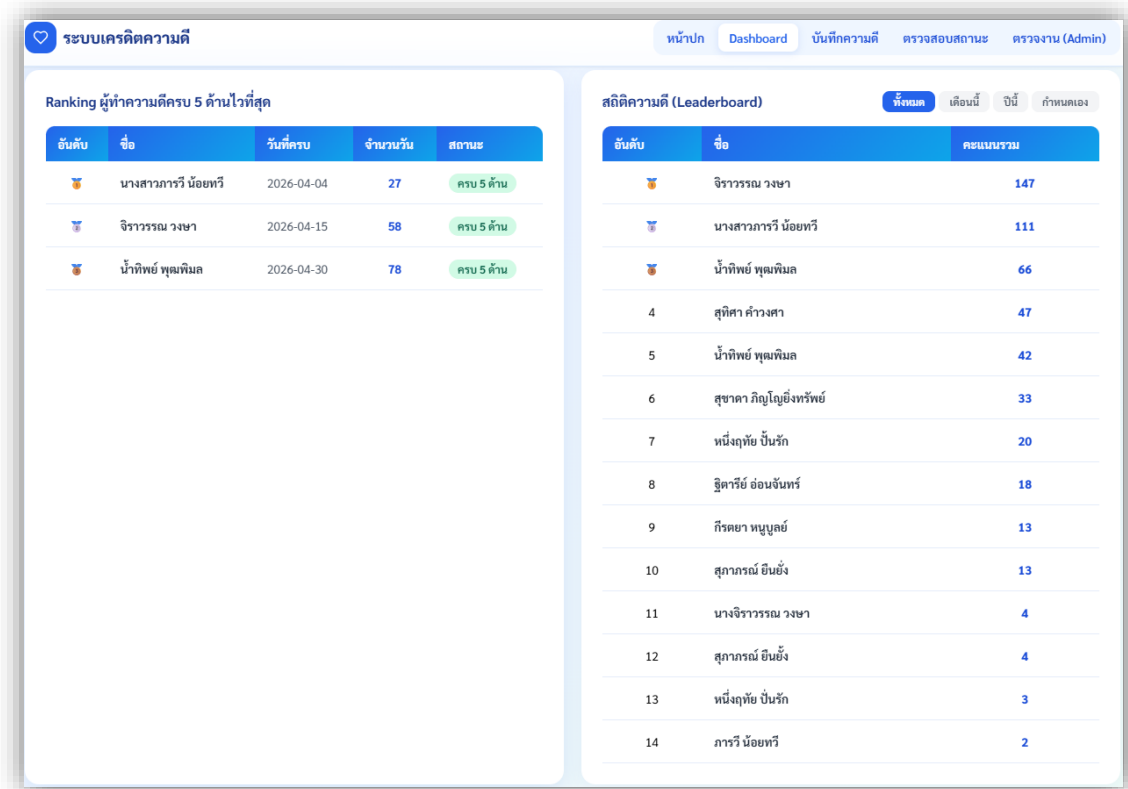 ระบบเครดิตความดี
หน้าปก Dashboard บันทึกความดี ตรวจสอบสถานะ ตรวจงาน (Admin)
Ranking ผู้ทำความดีครบ 5 ด้านไวที่สุด
อันดับ ชื่อ วันที่ครบ จำนวนวัน สถานะ
นางสาวภารวี น้อยทวี 2026-04-04 27 ครบ 5 ด้าน
จิราวรรณ วงษา 2026-04-15 58 ครบ 5 ด้าน
น้ำทิพย์ พุฒพิมล 2026-04-30 78 ครบ 5 ด้าน
สถิติความดี (Leaderboard)
ทั้งหมด เดือนนี้ ปีนี้ กำหนดเอง
อันดับ ชื่อ คะแนนรวม
จิราวรรณ วงษา 147
นางสาวภารวี น้อยทวี 111
น้ำทิพย์ พุฒพิมล 66
4 สุทิศา คำวงศา 47
5 น้ำทิพย์ พุฒพิมล 42
6 สุชาดา ภิญโญยิ่งทรัพย์ 33
7 หนึ่งฤทัย ปั้นรัก 20
8 ฐิตารีย์ อ่อนจันทร์ 18
9 กีรตยา หนูบูลย์ 13
10 สุภาภรณ์ ยืนยั่ง 13
11 นางจิราวรรณ วงษา 4
12 สุภาภรณ์ ยืนยั้ง 4
13 หนึ่งฤทัย ปั่นรัก 3
14 ภารวี น้อยทวี 2